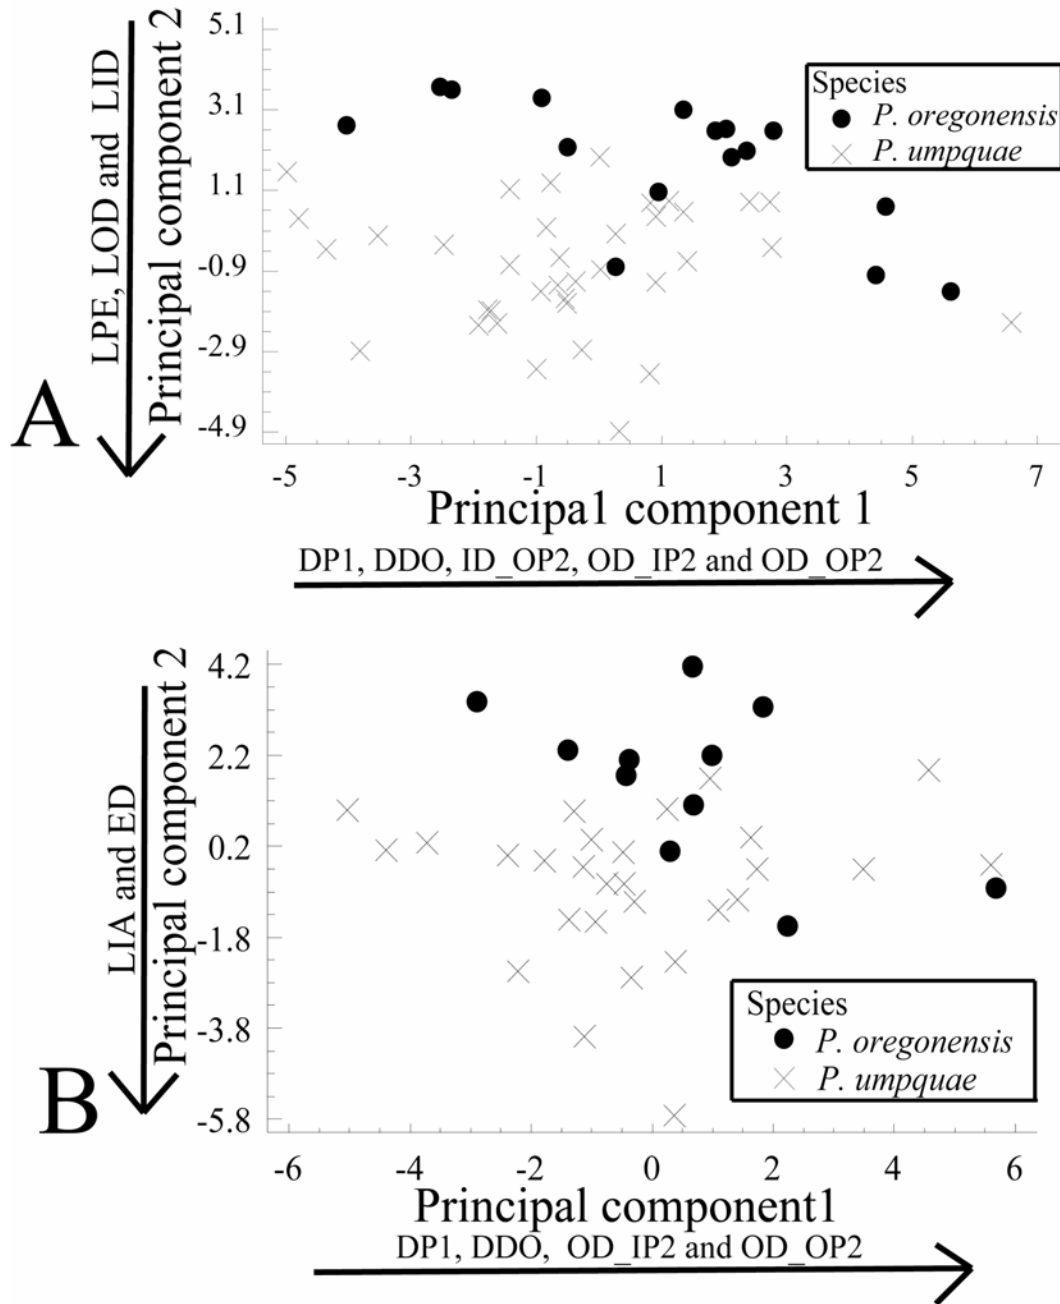 A
LPE, LOD and LID
Principal component 2
5.1
3.1
1.1
-0.9
-2.9
-4.9
Species
P. oregonensis
P. umpquae
-5 -3 -1 1 3 5 7
Principa1 component 1
DP1, DDO, ID_OP2, OD_IP2 and OD_OP2
B
LIA and ED
Principal component 2
4.2
2.2
0.2
-1.8
-3.8
-5.8
Species
P. oregonensis
P. umpquae
-6 -4 -2 0 2 4 6
Principal component1
DP1, DDO, OD_IP2 and OD_OP2